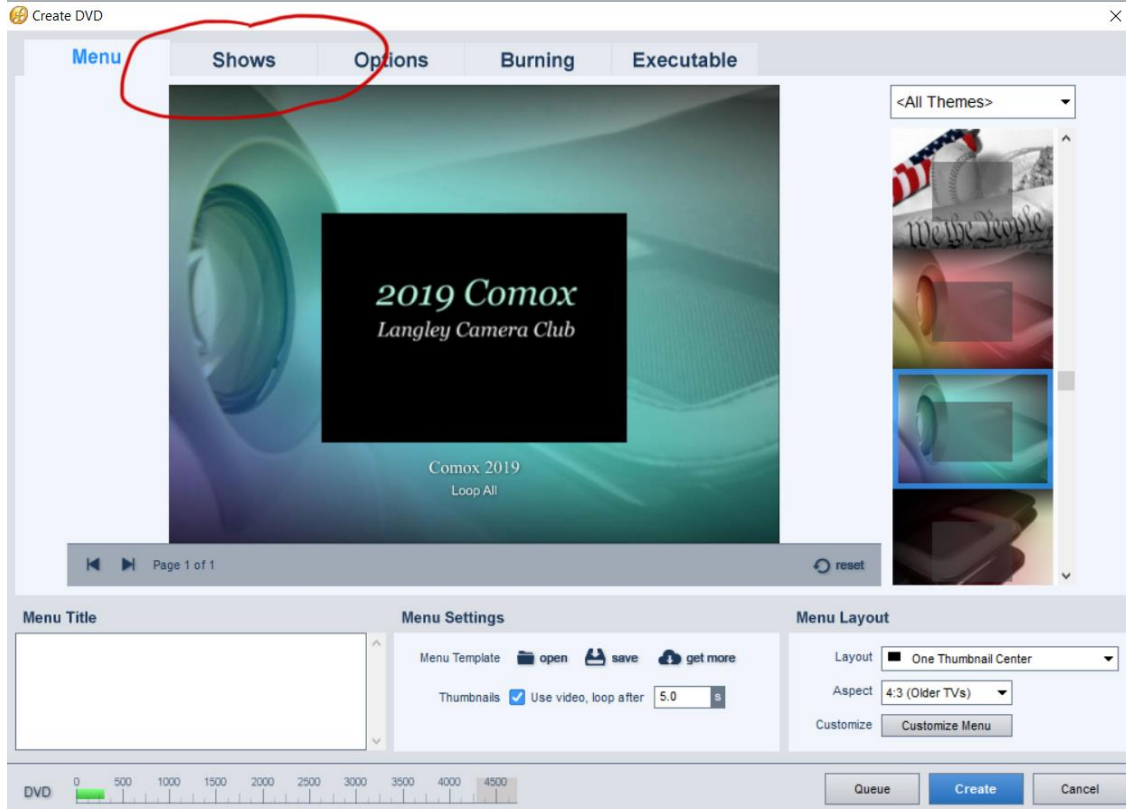 Create DVD
Menu Shows Options Burning Executable
<All Themes>
We the People
2019 Comox
Langley Camera Club
Comox 2019
Loop All
Page 1 of 1
reset
Menu Title
Menu Settings
Menu Template open save get more
Thumbnails Use video, loop after 5.0 s
Menu Layout
Layout One Thumbnail Center
Aspect 4:3 (Older TVs)
Customize Customize Menu
DVD 0 500 1000 1500 2000 2500 3000 3500 4000 4500
Queue Create Cancel